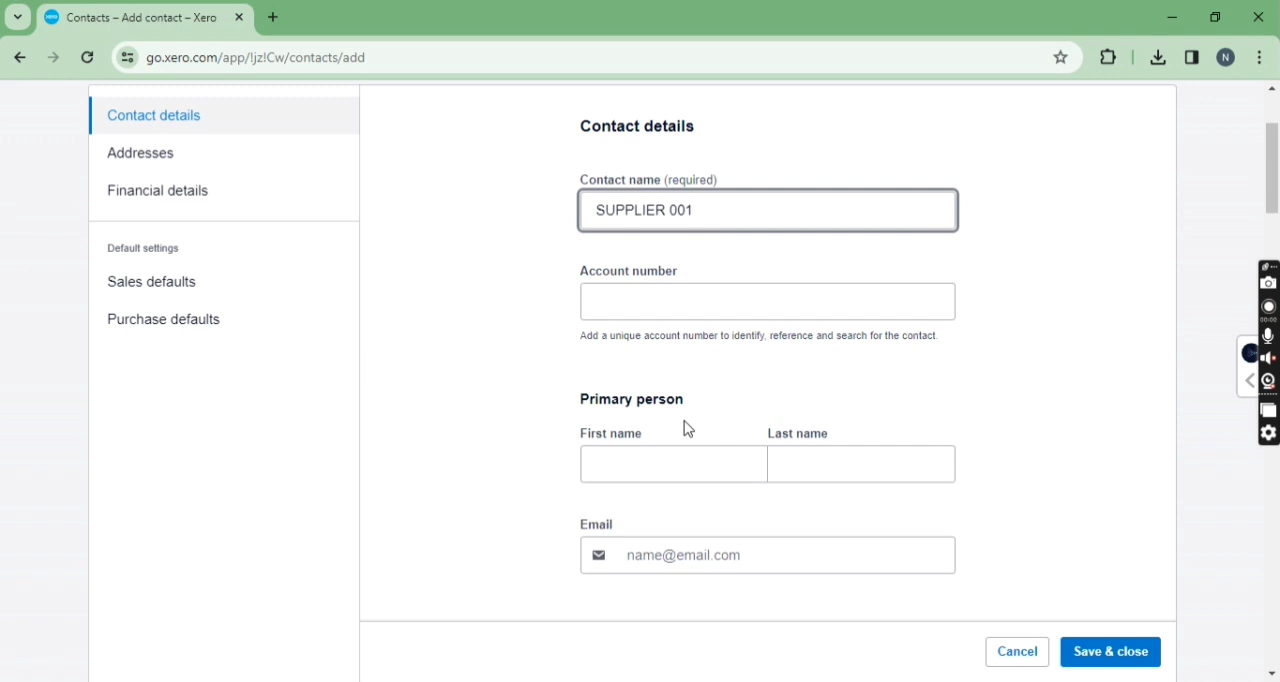 Contacts – Add contact – Xero
go.xero.com/app/!jz!Cw/contacts/add
N
Contact details
Addresses
Financial details
Default settings
Sales defaults
Purchase defaults
Contact details
Contact name (required)
SUPPLIER 001
Account number
Add a unique account number to identify, reference and search for the contact.
Primary person
First name Last name
Email
name@email.com
Cancel Save & close
00:00